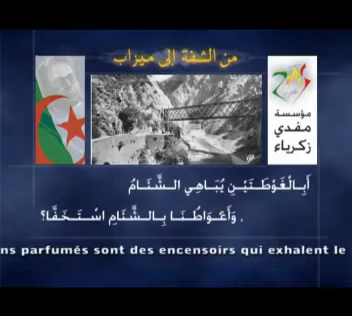 من الشفة إلى ميزاب
مؤسسة
مفدي
زكرياء
أَبِالْغَوْطَتَيْنِ يُبَاهِي الشَّنَامُ
وَأَعْوَاطُنَا بِالشَّنَامِ اسْتَخَفَّا؟
ns parfumés sont des encensoirs qui exhalent le